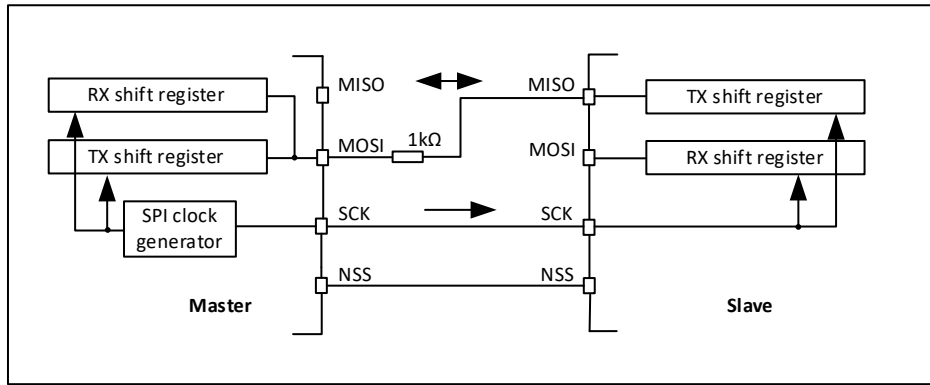 RX shift register
TX shift register
SPI clock
generator
Master
MISO
MOSI
1kΩ
SCK
NSS
MISO
MOSI
SCK
NSS
TX shift register
RX shift register
Slave